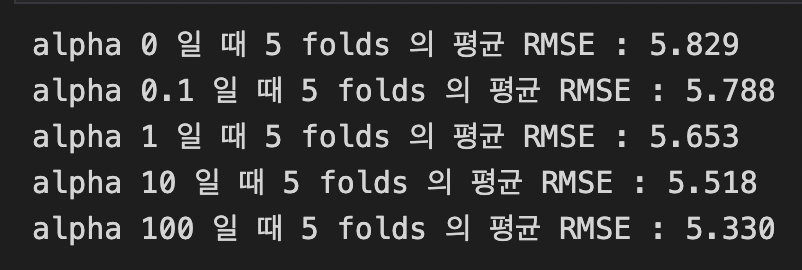 alpha 0 일 때 5 folds 의 평균 RMSE : 5.829
alpha 0.1 일 때 5 folds 의 평균 RMSE : 5.788
alpha 1 일 때 5 folds 의 평균 RMSE : 5.653
alpha 10 일 때 5 folds 의 평균 RMSE : 5.518
alpha 100 일 때 5 folds 의 평균 RMSE : 5.330